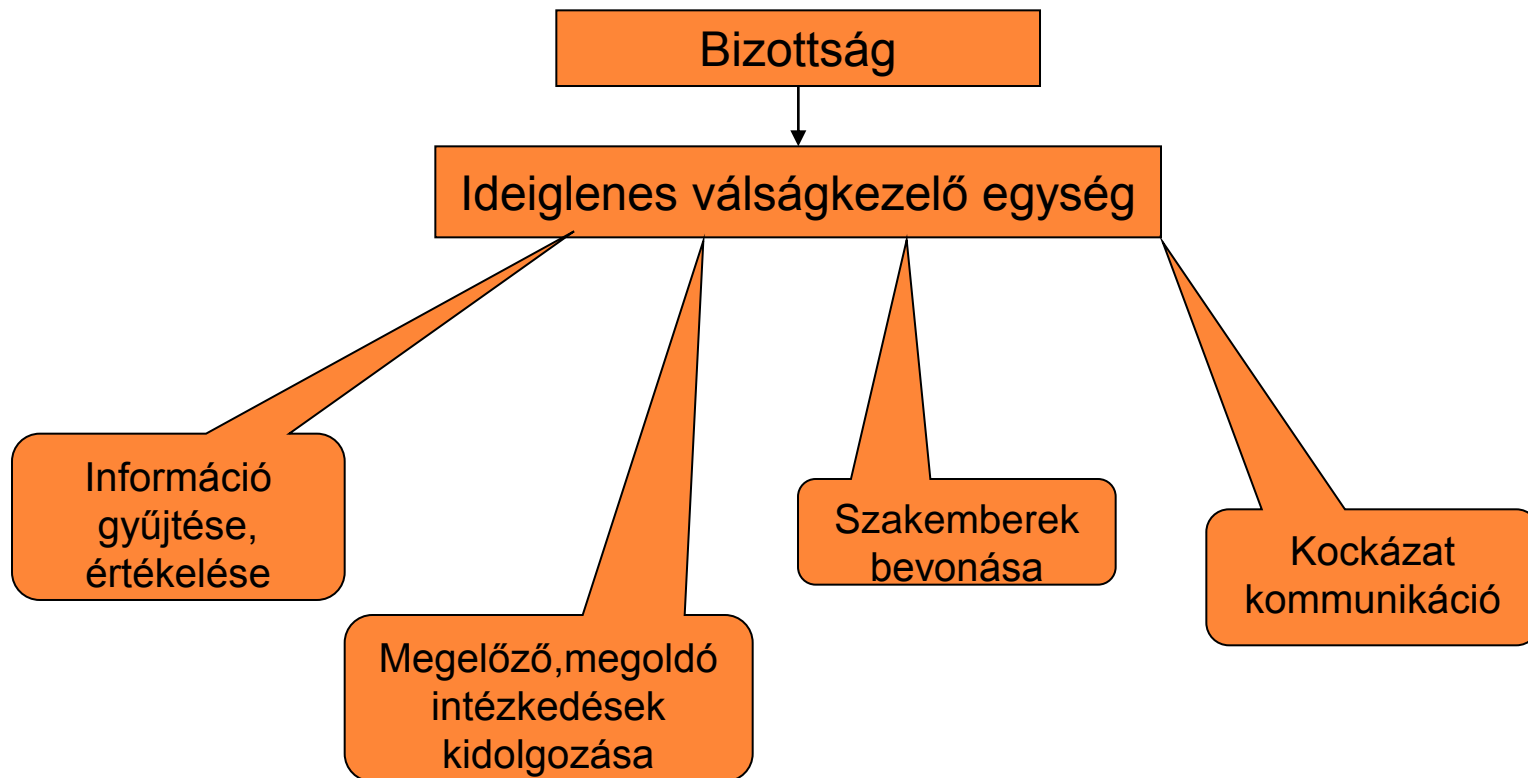 Bizottság
Ideiglenes válságkezelő egység
Információ
gyűjtése,
értékelése
Megelőző,megoldó
intézkedések
kidolgozása
Szakemberek
bevonása
Kockázat
kommunikáció